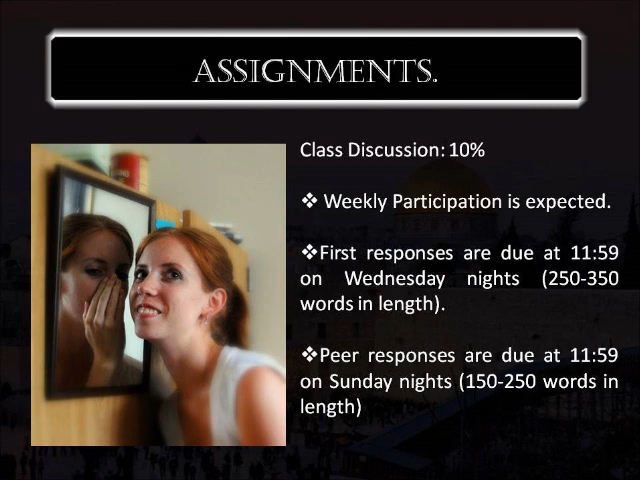 ASSIGNMENTS.
Class Discussion: 10%
❖ Weekly Participation is expected.
❖First responses are due at 11:59
on Wednesday nights (250-350
words in length).
❖Peer responses are due at 11:59
on Sunday nights (150-250 words in
length)